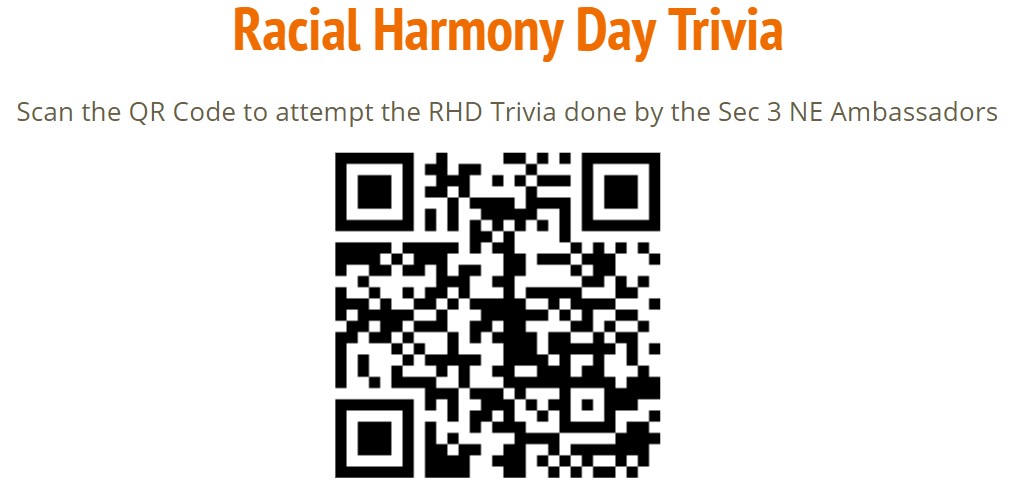 Racial Harmony Day Trivia
Scan the QR Code to attempt the RHD Trivia done by the Sec 3 NE Ambassadors